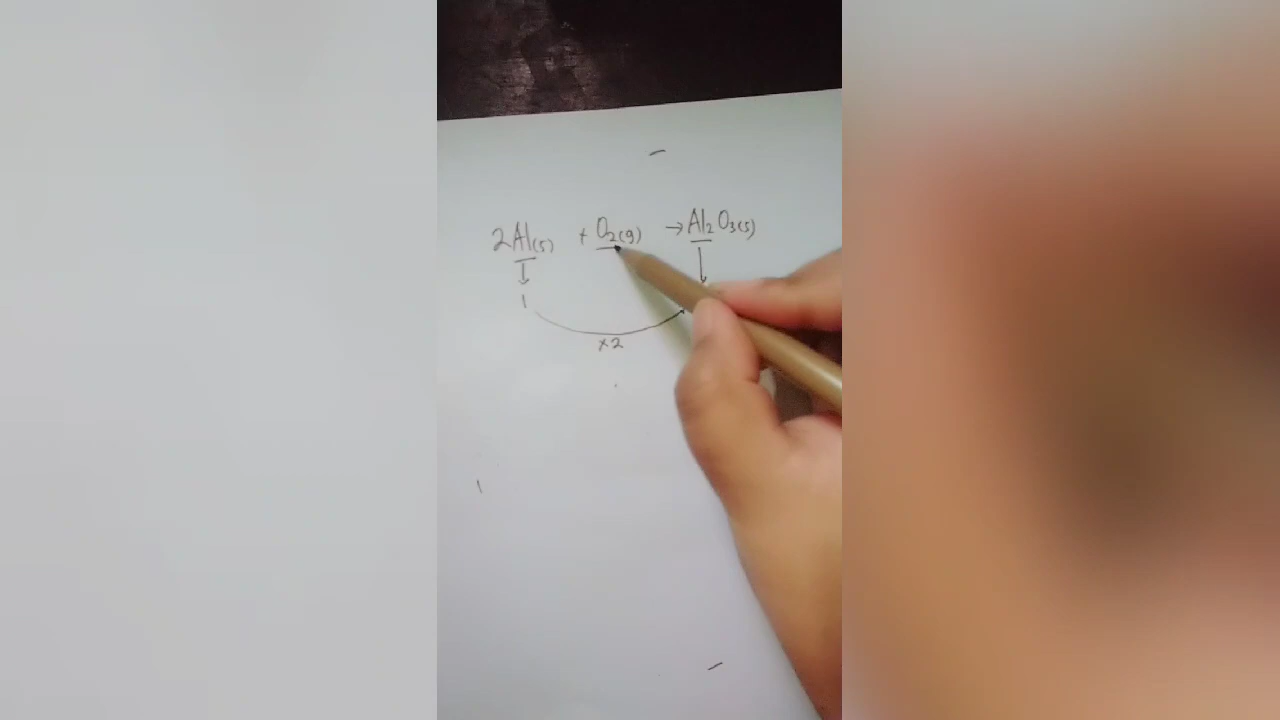 2Al(s) + O2(g) → Al2O3(s)
1
×2